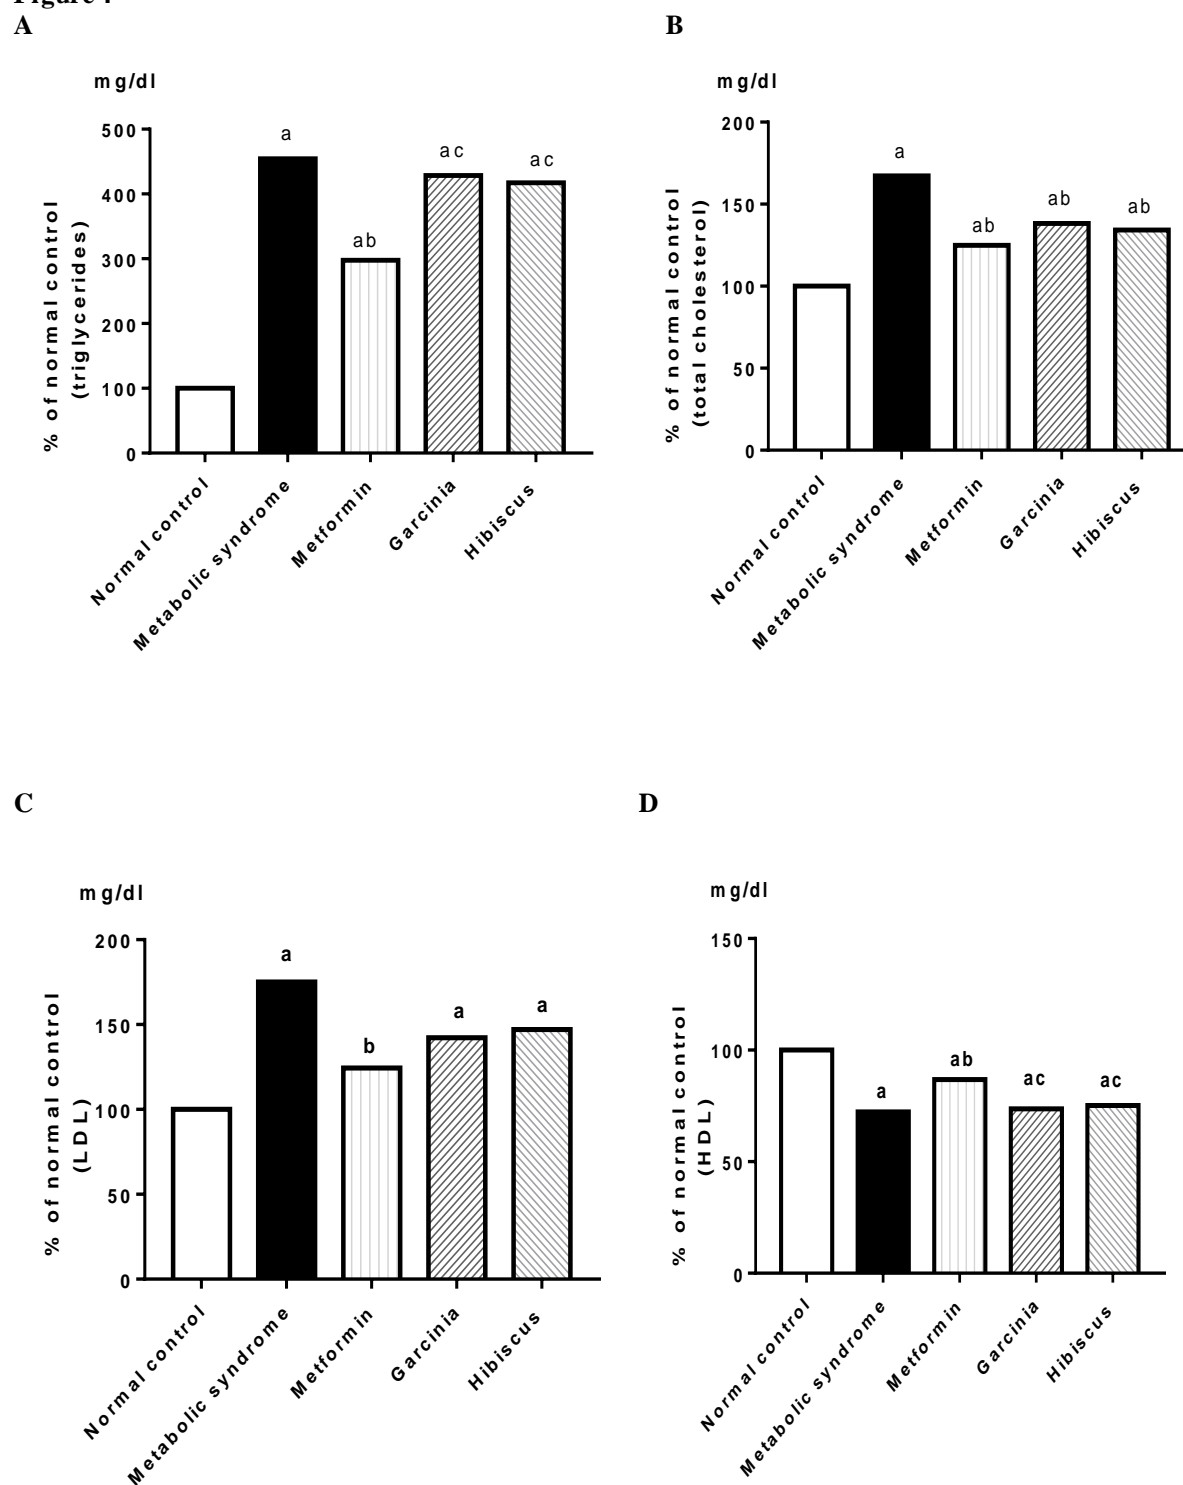 A
B
mg/dl
% of normal control
(triglycerides)
500
400
300
200
100
0
a
ab
ac
ac
Normal control
Metabolic syndrome
Metformin
Garcinia
Hibiscus
mg/dl
% of normal control
(total cholesterol)
200
150
100
50
0
a
ab
ab
ab
Normal control
Metabolic syndrome
Metformin
Garcinia
Hibiscus
C
D
mg/dl
% of normal control
(LDL)
200
150
100
50
0
a
b
a
a
Normal control
Metabolic syndrome
Metformin
Garcinia
Hibiscus
mg/dl
% of normal control
(HDL)
150
100
50
0
a
ab
ac
ac
Normal control
Metabolic syndrome
Metformin
Garcinia
Hibiscus